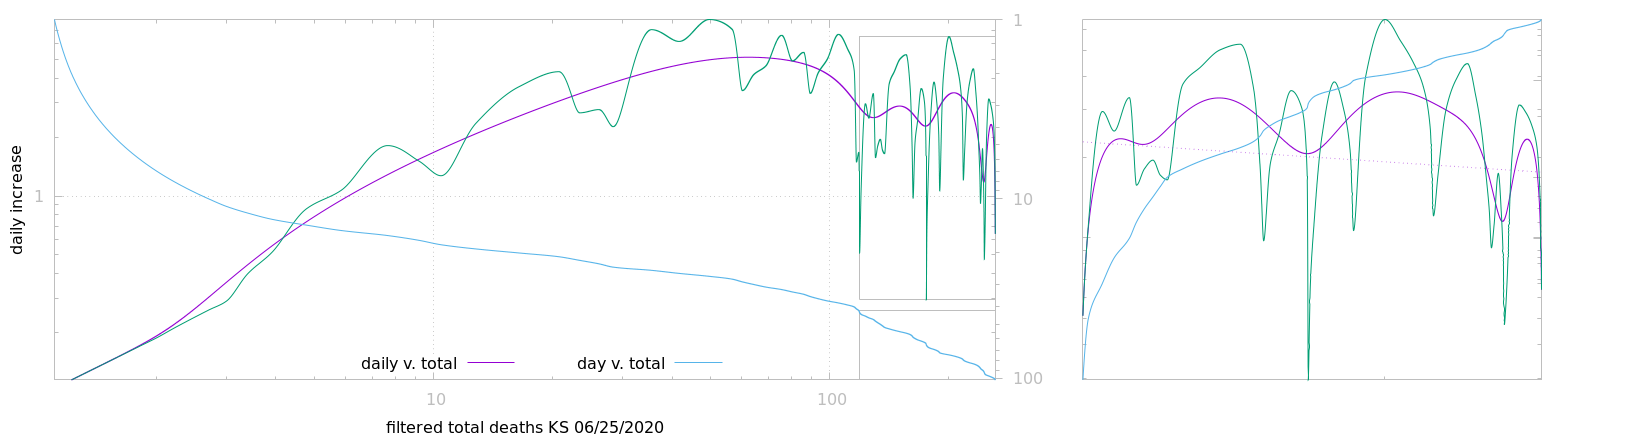 1
daily increase
1
10
daily v. total
day v. total
100
10
100
filtered total deaths KS 06/25/2020